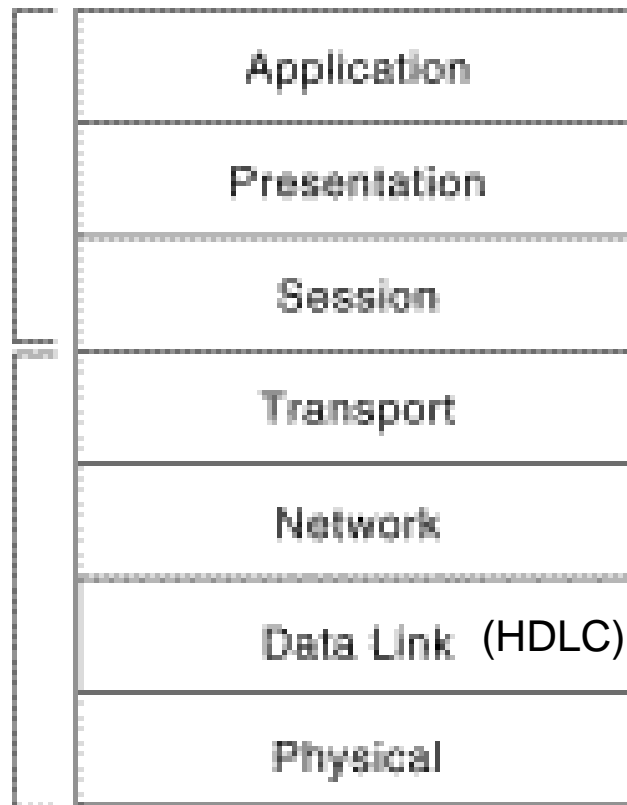 Application
Presentation
Session
Transport
Network
Data Link (HDLC)
Physical